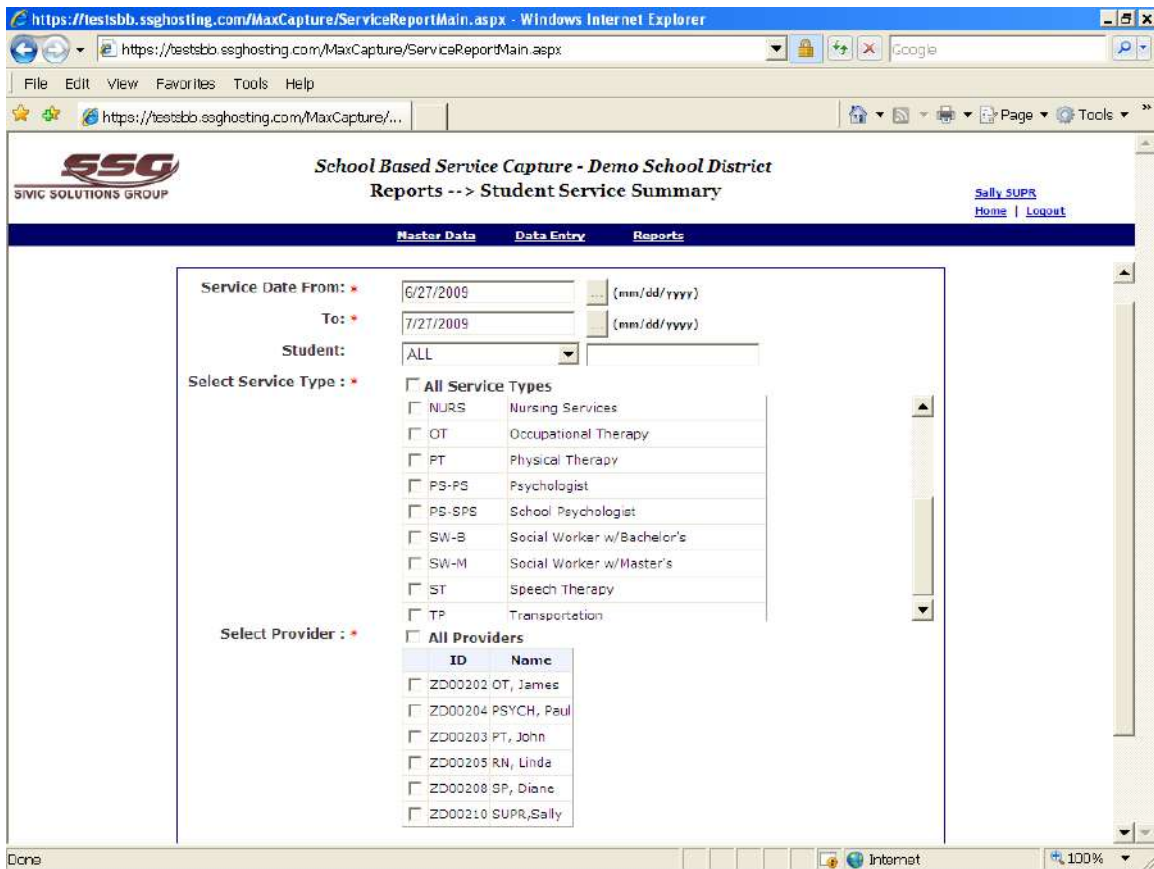 https://testsbb.ssghosting.com/MaxCapture/ServiceReportMain.aspx - Windows Internet Explorer
https://testsbb.ssghosting.com/MaxCapture/ServiceReportMain.aspx
Google
File Edit View Favorites Tools Help
https://testsbb.ssghosting.com/MaxCapture/...
Page Tools »
SSG
SIVIC SOLUTIONS GROUP
School Based Service Capture - Demo School District
Reports --> Student Service Summary
Sally SUPR
Home | Logout
Master Data Data Entry Reports
Service Date From: * 6/27/2009 ... (mm/dd/yyyy)
To: * 7/27/2009 ... (mm/dd/yyyy)
Student: ALL
Select Service Type : * All Service Types
NURS Nursing Services
OT Occupational Therapy
PT Physical Therapy
PS-PS Psychologist
PS-SPS School Psychologist
SW-B Social Worker w/Bachelor's
SW-M Social Worker w/Master's
ST Speech Therapy
TP Transportation
Select Provider : * All Providers
ID Name
ZD00202 OT, James
ZD00204 PSYCH, Paul
ZD00203 PT, John
ZD00205 RN, Linda
ZD00208 SP, Diane
ZD00210 SUPR,Sally
Done Internet 100%